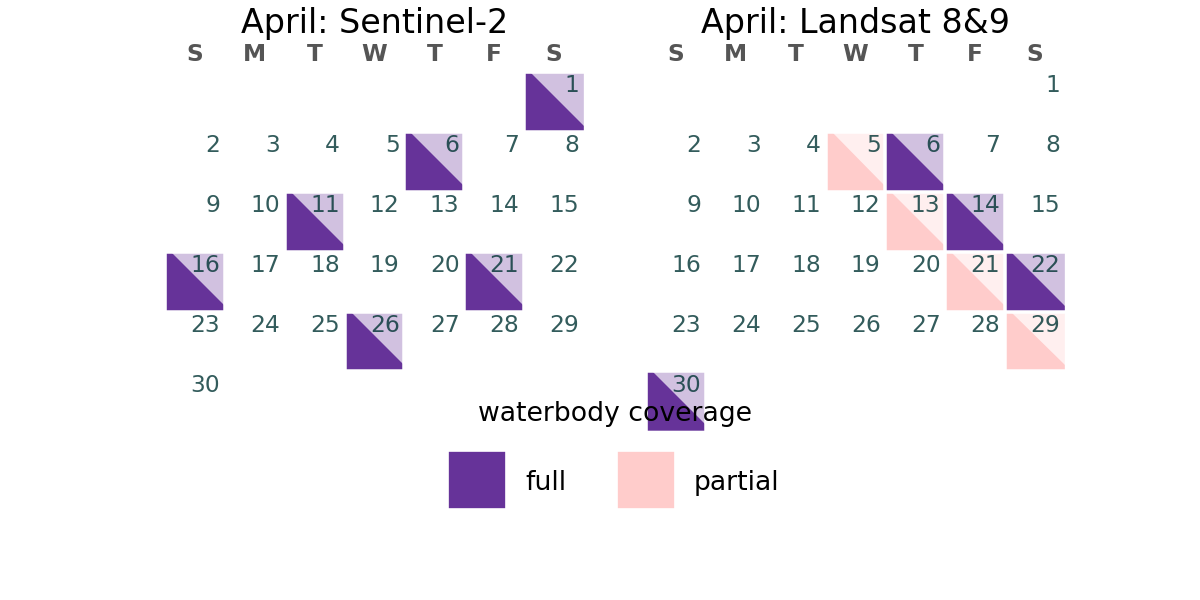 April: Sentinel-2
S M T W T F S
1
2 3 4 5 6 7 8
9 10 11 12 13 14 15
16 17 18 19 20 21 22
23 24 25 26 27 28 29
30
April: Landsat 8&9
S M T W T F S
1
2 3 4 5 6 7 8
9 10 11 12 13 14 15
16 17 18 19 20 21 22
23 24 25 26 27 28 29
30
waterbody coverage
full partial